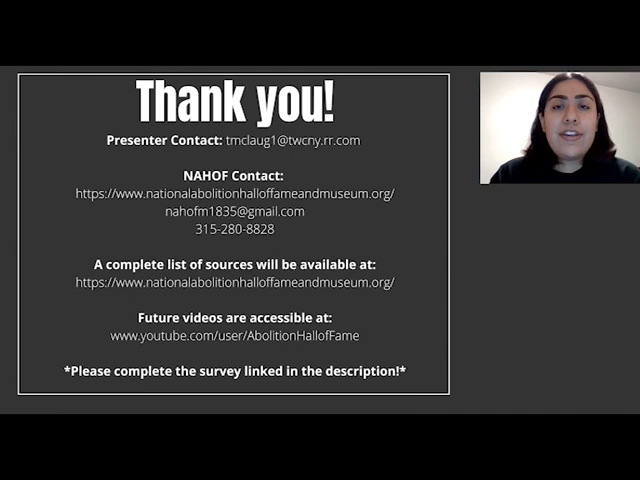 Thank you!
Presenter Contact: tmclaug1@twcny.rr.com
NAHOF Contact:
https://www.nationalabolitionhalloffameandmuseum.org/
nahofm1835@gmail.com
315-280-8828
A complete list of sources will be available at:
https://www.nationalabolitionhalloffameandmuseum.org/
Future videos are accessible at:
www.youtube.com/user/AbolitionHallofFame
*Please complete the survey linked in the description!*